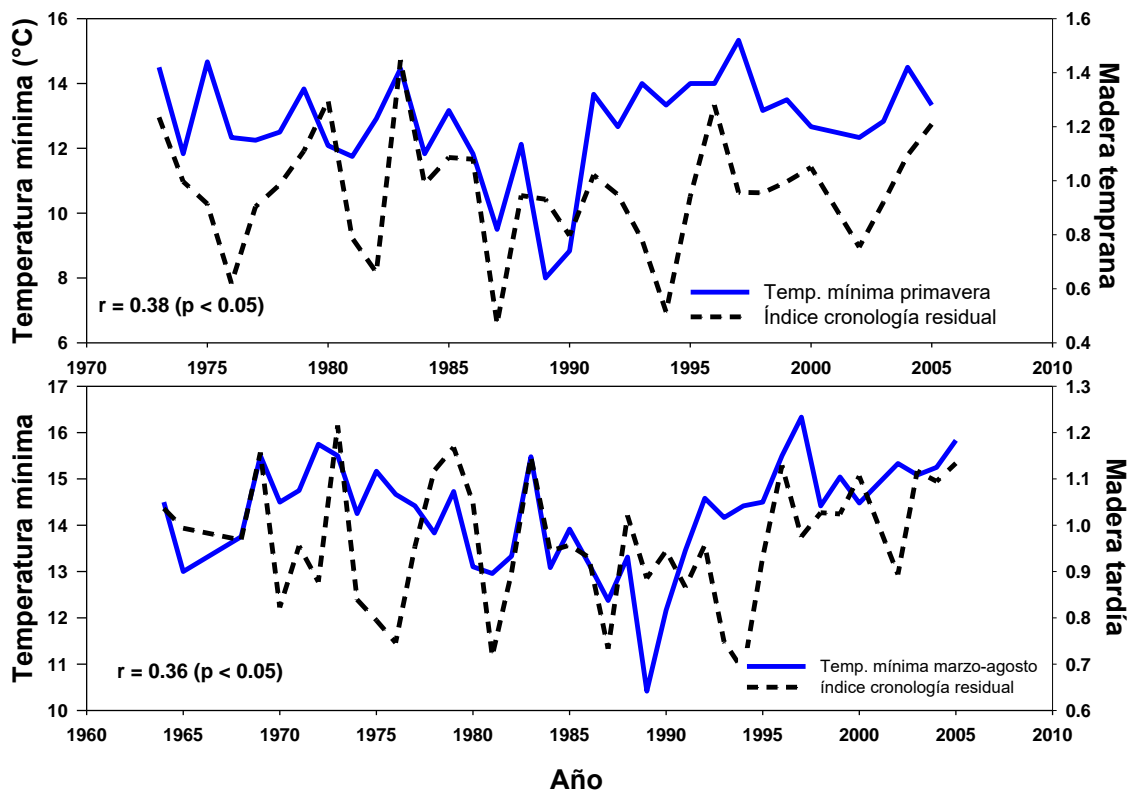 Temperatura mínima (°C)
16
14
12
10
8
6
1.6
1.4
1.2
1.0
0.8
0.6
0.4
Madera temprana
r = 0.38 (p < 0.05)
Temp. mínima primavera
Índice cronología residual
1970 1975 1980 1985 1990 1995 2000 2005 2010
Temperatura mínima
17
16
15
14
13
12
11
10
1.3
1.2
1.1
1.0
0.9
0.8
0.7
0.6
Madera tardía
r = 0.36 (p < 0.05)
Temp. mínima marzo-agosto
índice cronología residual
1960 1965 1970 1975 1980 1985 1990 1995 2000 2005 2010
Año